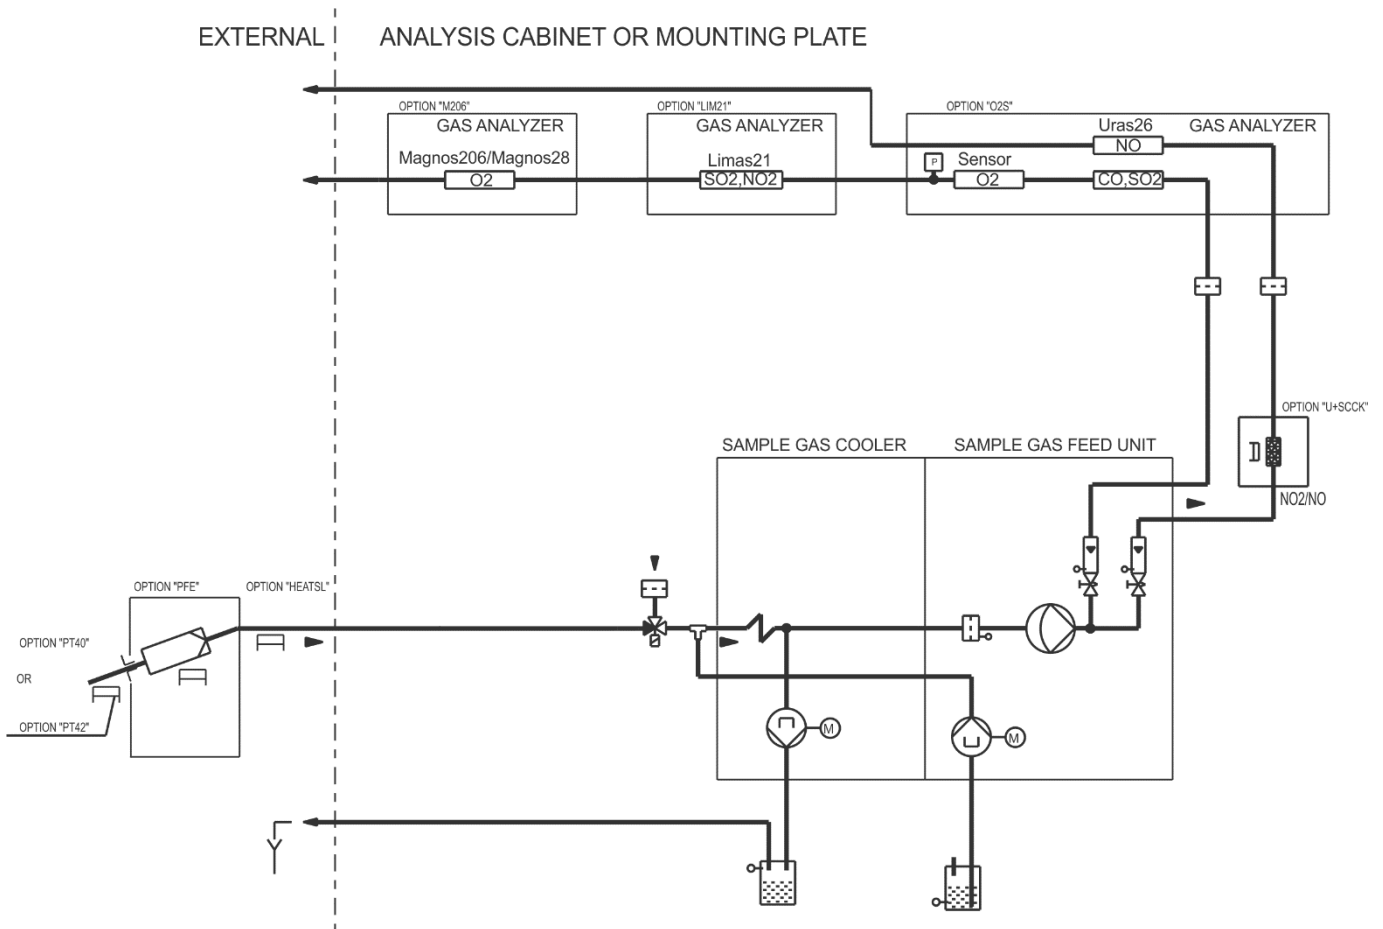 EXTERNAL
ANALYSIS CABINET OR MOUNTING PLATE
OPTION "M206"
OPTION "LIM21"
OPTION "O2S"
GAS ANALYZER
GAS ANALYZER
Uras26
GAS ANALYZER
NO
Magnos206/Magnos28
Limas21
P
Sensor
O2
SO2,NO2
O2
CO,SO2
OPTION "U+SCCK"
SAMPLE GAS COOLER
SAMPLE GAS FEED UNIT
NO2/NO
OPTION "PFE"
OPTION "HEATSL"
OPTION "PT40"
OR
OPTION "PT42"
M
M